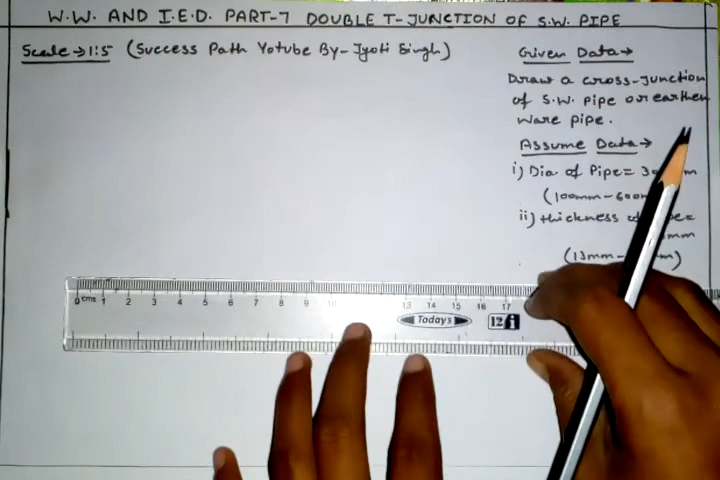 W.W. AND I.E.D. PART-7 DOUBLE T-JUNCTION OF S.W. PIPE
Scale→1:5 (Success Path Yotube By-Jyoti Singh)
Given Data→
Draw a cross-junction
of S.W. pipe or earthen
ware pipe.
Assume Data→
i) Dia of Pipe=
(100mm-
ii) thickness
mm
(13mm-
0 cms 1 2 3 4 5 6 7 8 9 10 13 14 15 16 17
Today's 12 i